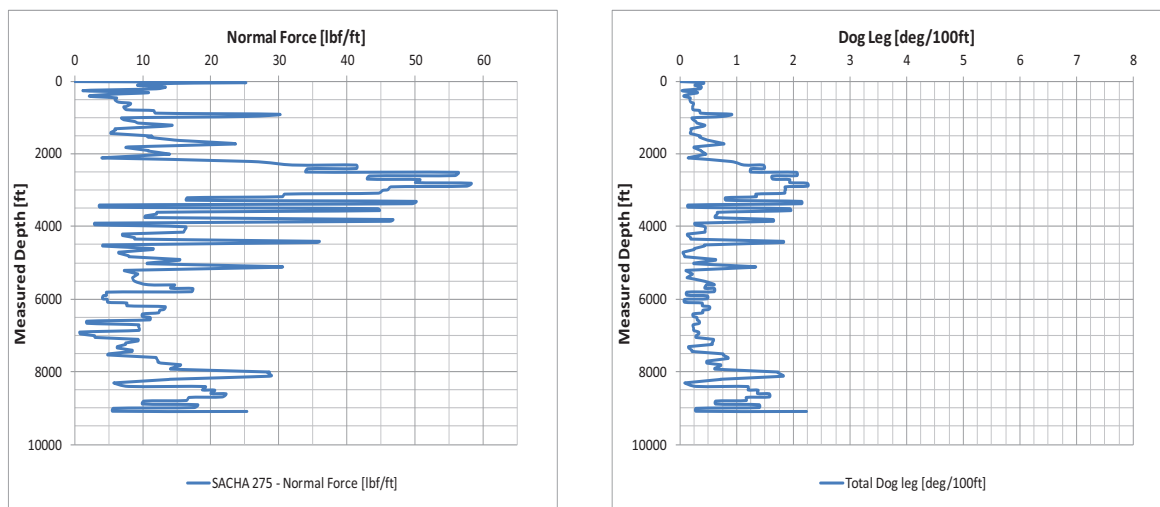 Normal Force [lbf/ft]
0 10 20 30 40 50 60
0
2000
4000
6000
8000
10000
Measured Depth [ft]
SACHA 275 - Normal Force [lbf/ft]
Dog Leg [deg/100ft]
0 1 2 3 4 5 6 7 8
0
2000
4000
6000
8000
10000
Measured Depth [ft]
Total Dog leg [deg/100ft]